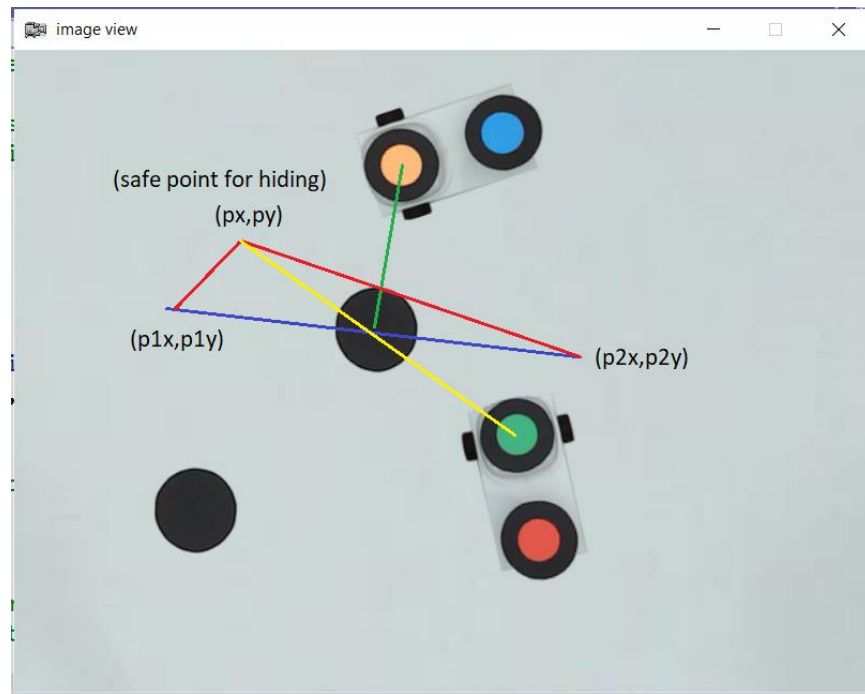 image view
(safe point for hiding)
(px,py)
(p1x,p1y)
(p2x,p2y)